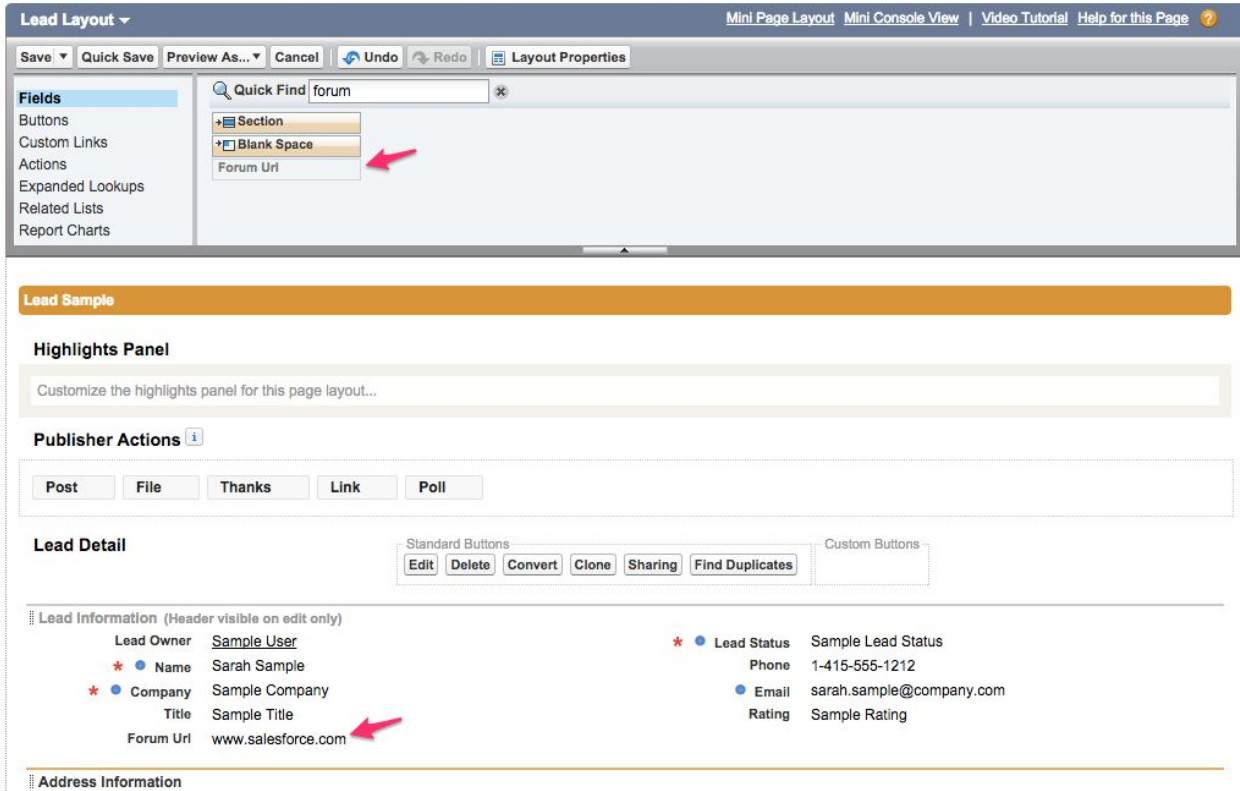 Lead Layout Mini Page Layout Mini Console View | Video Tutorial Help for this Page ?
Save Quick Save Preview As... Cancel Undo Redo Layout Properties
Fields
Buttons
Custom Links
Actions
Expanded Lookups
Related Lists
Report Charts
Quick Find forum
Section
Blank Space
Forum Url
Lead Sample
Highlights Panel
Customize the highlights panel for this page layout...
Publisher Actions i
Post File Thanks Link Poll
Lead Detail
Standard Buttons
Edit Delete Convert Clone Sharing Find Duplicates
Custom Buttons
Lead Information (Header visible on edit only)
Lead Owner Sample User
* Name Sarah Sample
* Company Sample Company
Title Sample Title
Forum Url www.salesforce.com
* Lead Status Sample Lead Status
Phone 1-415-555-1212
Email sarah.sample@company.com
Rating Sample Rating
Address Information